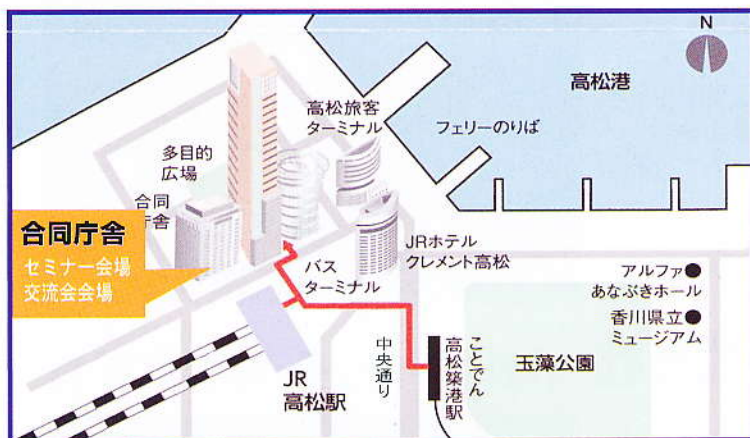 N
高松港
高松旅客
ターミナル
フェリーのりば
多目的
広場
合同
庁舎
合同庁舎
セミナー会場
交流会会場
JRホテル
クレメント高松
バス
ターミナル
アルファ
あなぶきホール
香川県立
ミュージアム
中央通り
ことでん
高松築港駅
玉藻公園
JR
高松駅